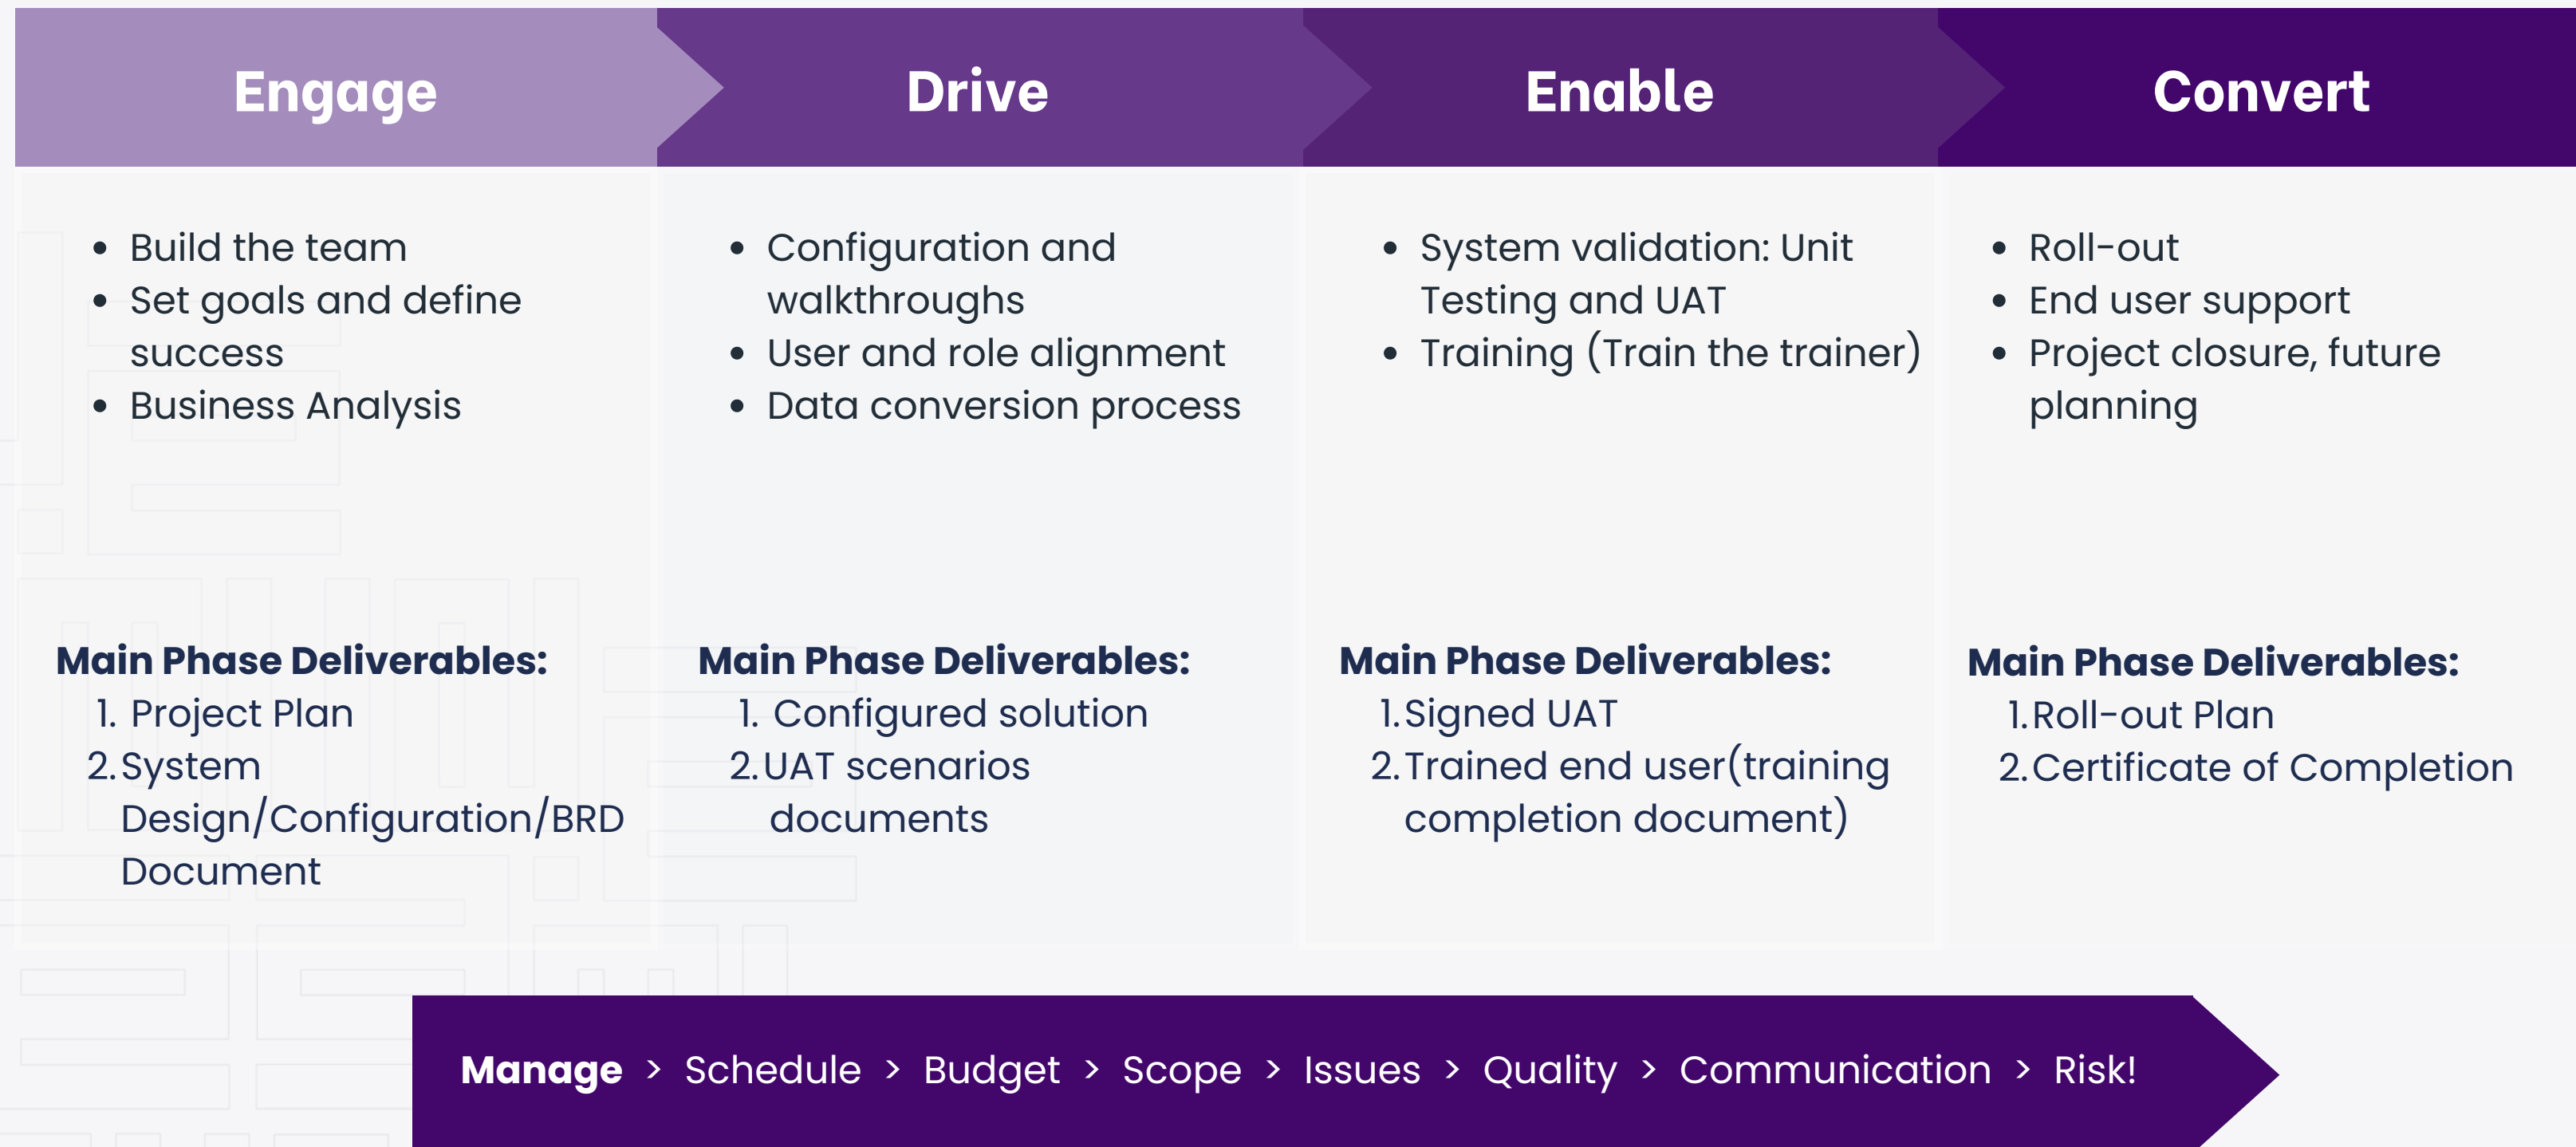 Engage
Drive
Enable
Convert
• Build the team
• Set goals and define
success
• Business Analysis
Main Phase Deliverables:
1. Project Plan
2. System
Design/Configuration/BRD
Document
• Configuration and
walkthroughs
• User and role alignment
• Data conversion process
Main Phase Deliverables:
1. Configured solution
2. UAT scenarios
documents
• System validation: Unit
Testing and UAT
• Training (Train the trainer)
Main Phase Deliverables:
1. Signed UAT
2. Trained end user(training
completion document)
• Roll-out
• End user support
• Project closure, future
planning
Main Phase Deliverables:
1. Roll-out Plan
2. Certificate of Completion
Manage > Schedule > Budget > Scope > Issues > Quality > Communication > Risk!